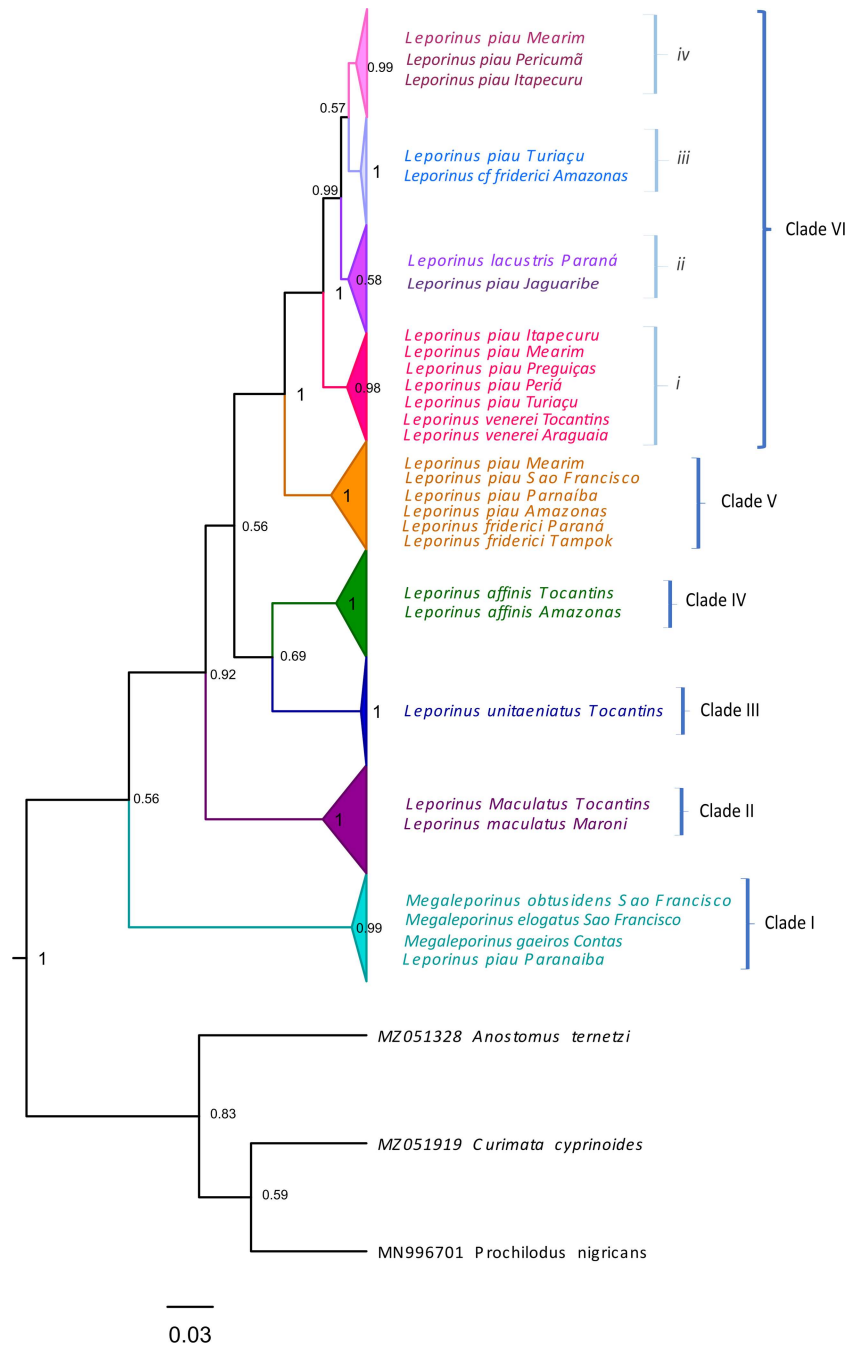 Leporinus piau Mearim
Leporinus piau Pericumã
Leporinus piau Itapecuru
iv
0.99
0.57
Leporinus piau Turiaçu
Leporinus cf friderici Amazonas
iii
1
0.99
Clade VI
Leporinus lacustris Paraná
Leporinus piau Jaguaribe
ii
0.58
1
Leporinus piau Itapecuru
Leporinus piau Mearim
Leporinus piau Preguiças
Leporinus piau Periá
Leporinus piau Turiaçu
Leporinus venerei Tocantins
Leporinus venerei Araguaia
i
0.98
1
Leporinus piau Mearim
Leporinus piau Sao Francisco
Leporinus piau Parnaíba
Leporinus piau Amazonas
Leporinus friderici Paraná
Leporinus friderici Tampok
Clade V
1
0.56
Leporinus affinis Tocantins
Leporinus affinis Amazonas
Clade IV
1
0.69
0.92
Leporinus unitaeniatus Tocantins
Clade III
1
Leporinus Maculatus Tocantins
Leporinus maculatus Maroni
Clade II
1
0.56
Megaleporinus obtusidens Sao Francisco
Megaleporinus elogatus Sao Francisco
Megaleporinus gaeiros Contas
Leporinus piau Paranaiba
Clade I
0.99
1
MZ051328 Anostomus ternetzi
0.83
MZ051919 Curimata cyprinoides
0.59
MN996701 Prochilodus nigricans
0.03